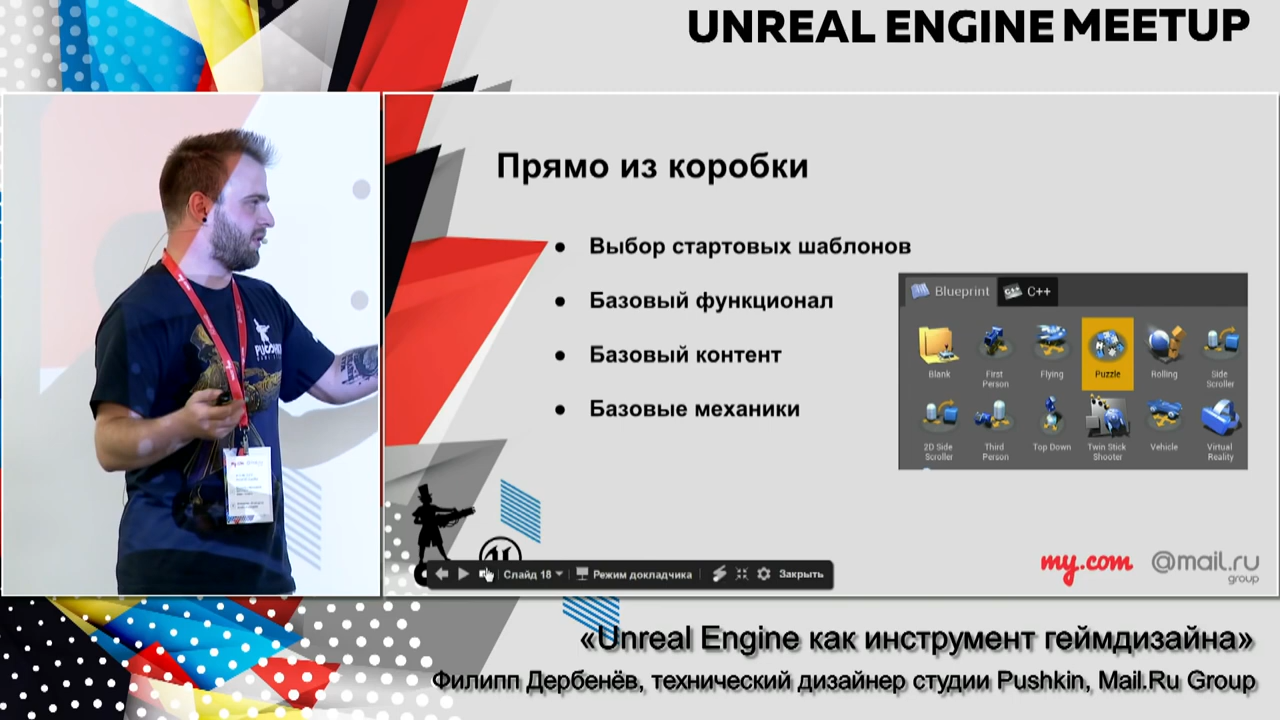 UNREAL ENGINE MEETUP
Прямо из коробки
● Выбор стартовых шаблонов
● Базовый функционал
● Базовый контент
● Базовые механики
Blueprint
C++
Blank
First
Person
Flying
Puzzle
Rolling
Side
Scroller
2D Side
Scroller
Third
Person
Top Down
Twin Stick
Shooter
Vehicle
Virtual
Reality
Слайд 18
Режим докладчика
Закрыть
my.com
@mail.ru
group
«Unreal Engine как инструмент геймдизайна»
Филипп Дербенёв, технический дизайнер студии Pushkin, Mail.Ru Group